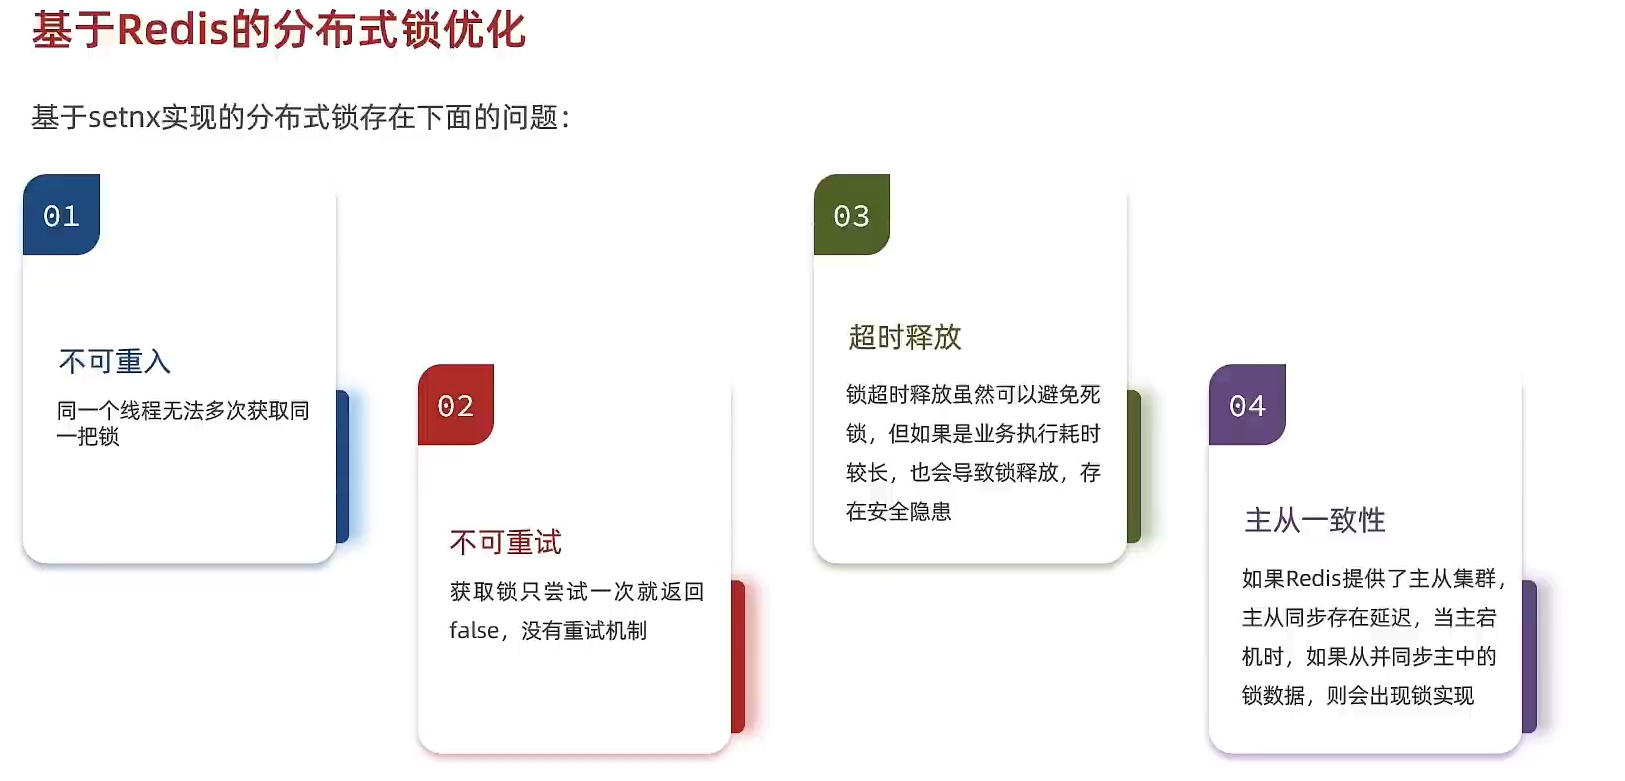 基于Redis的分布式锁优化
基于setnx实现的分布式锁存在下面的问题：
01
不可重入
同一个线程无法多次获取同
一把锁
02
不可重试
获取锁只尝试一次就返回
false，没有重试机制
03
超时释放
锁超时释放虽然可以避免死
锁，但如果是业务执行耗时
较长，也会导致锁释放，存
在安全隐患
04
主从一致性
如果Redis提供了主从集群，
主从同步存在延迟，当主宕
机时，如果从并同步主中的
锁数据，则会出现锁实现